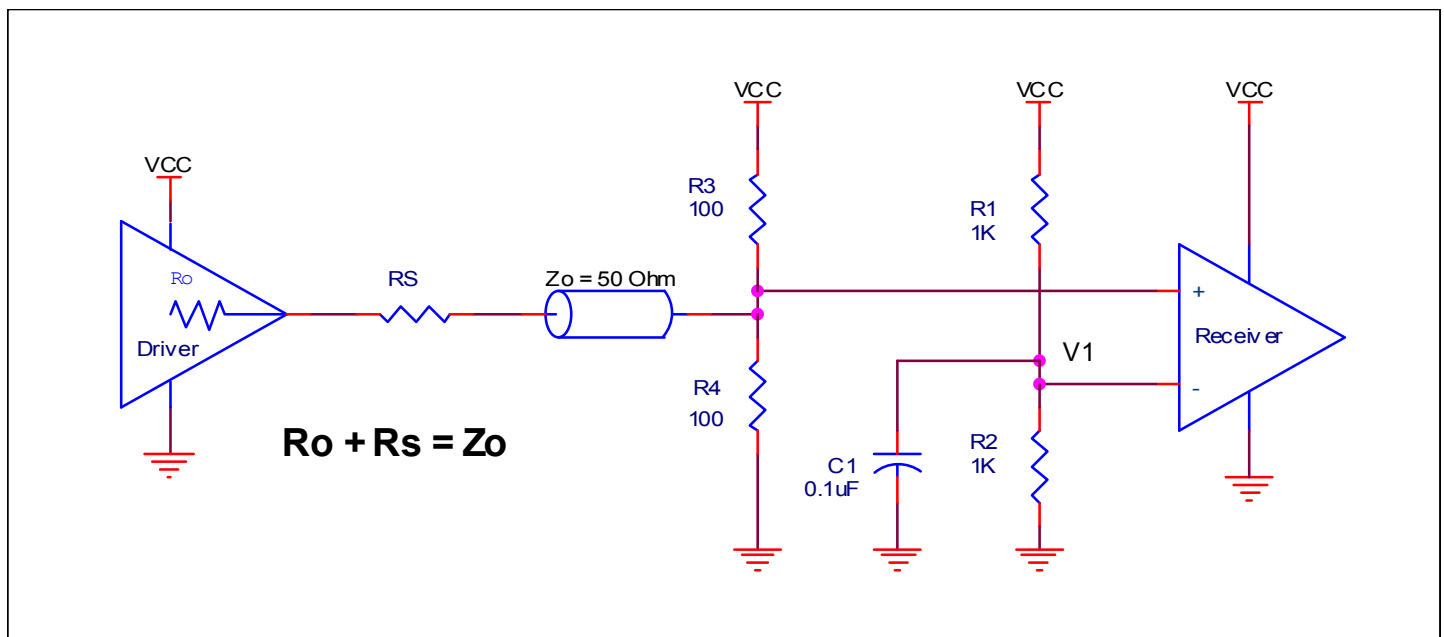 VCC
VCC
VCC
VCC
R3
100
R1
1K
Ro
RS
Zo = 50 Ohm
+
Driver
Receiver
V1
R4
100
-
Ro + Rs = Zo
R2
1K
C1
0.1uF